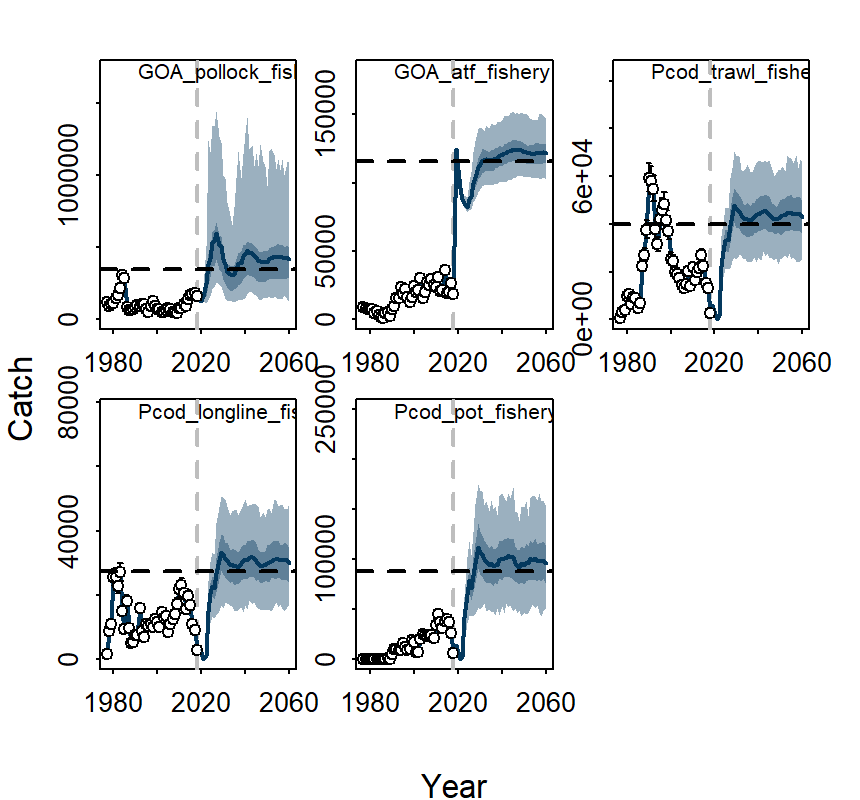 GOA_pollock_fis
GOA_atf_fishery
Pcod_trawl_fishe
0
1000000
0
50000
150000
0e+00
6e+04
1980
2020
2060
1980
2020
2060
1980
2020
2060
Catch
Pcod_longline_fis
Pcod_pot_fishery
0
40000
80000
0
100000
250000
1980
2020
2060
1980
2020
2060
Year